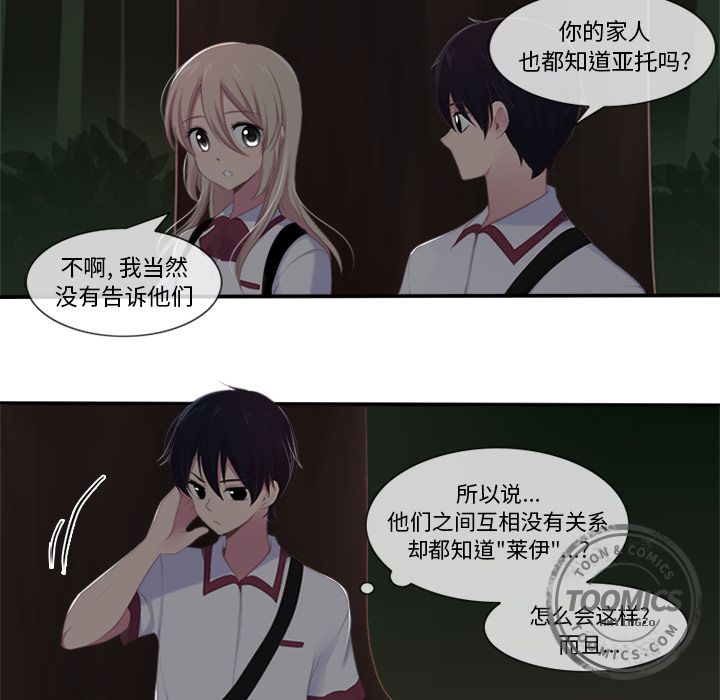 你的家人
也都知道亚托吗?
不啊, 我当然
没有告诉他们
所以说...
他们之间互相没有关系
却都知道"莱伊"...?
怎么会这样?
而且...
TOON & COMICS
TOOMICS